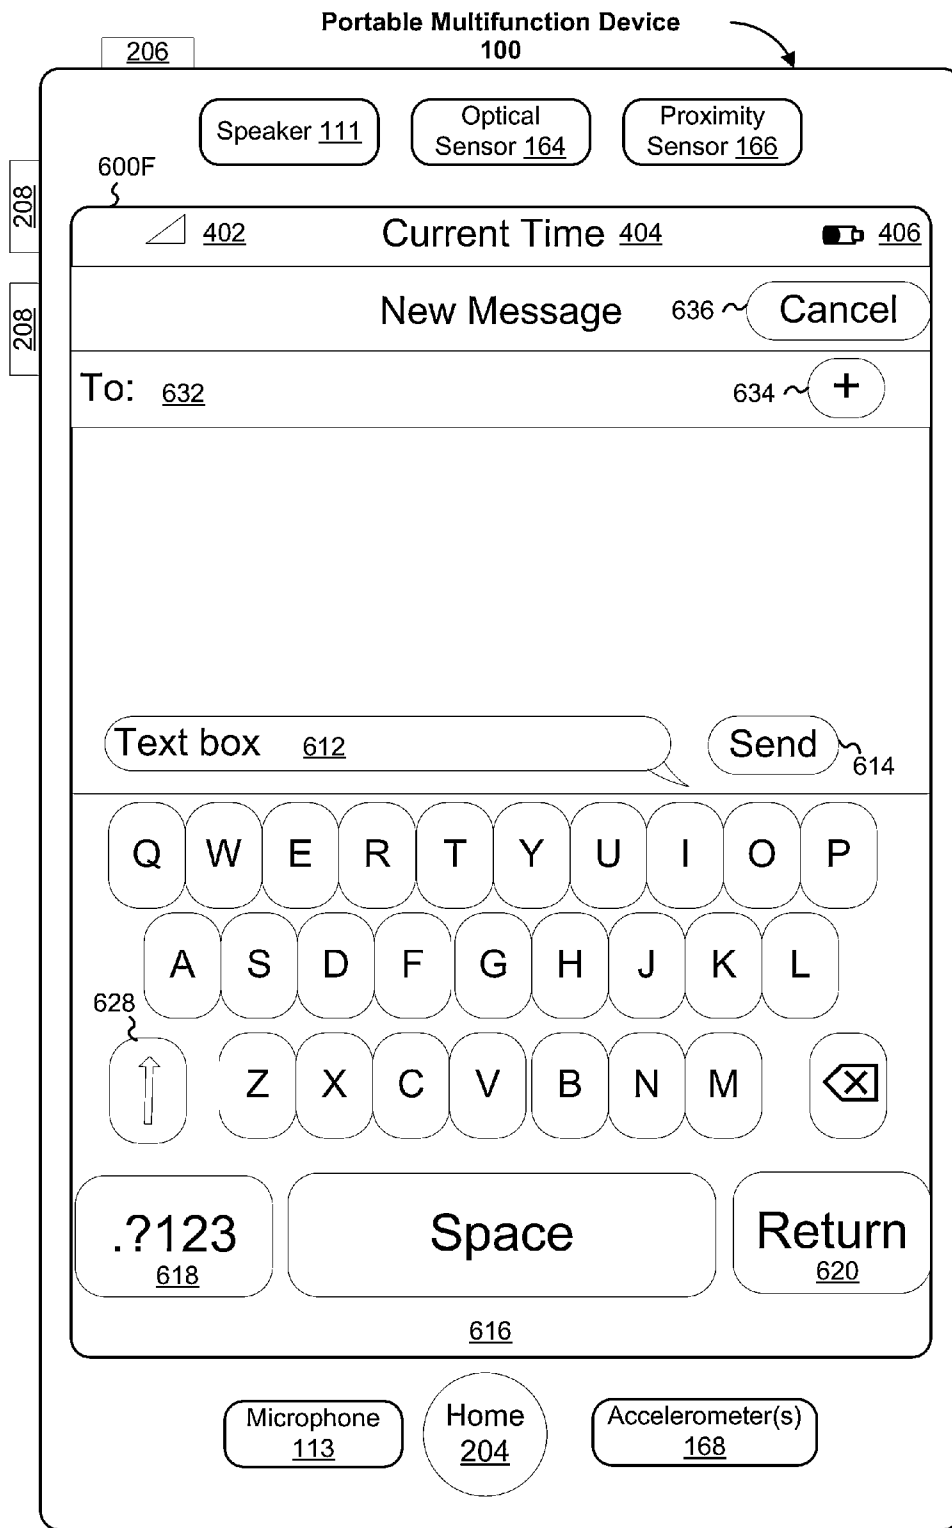 Portable Multifunction Device
100
206
Speaker 111
Optical
Sensor 164
Proximity
Sensor 166
208
600F
402
Current Time 404
406
208
New Message
636
Cancel
To: 632
634
+
Text box 612
Send
614
Q W E R T Y U I O P
A S D F G H J K L
628
Z X C V B N M
.?123
618
Space
Return
620
616
Microphone
113
Home
204
Accelerometer(s)
168